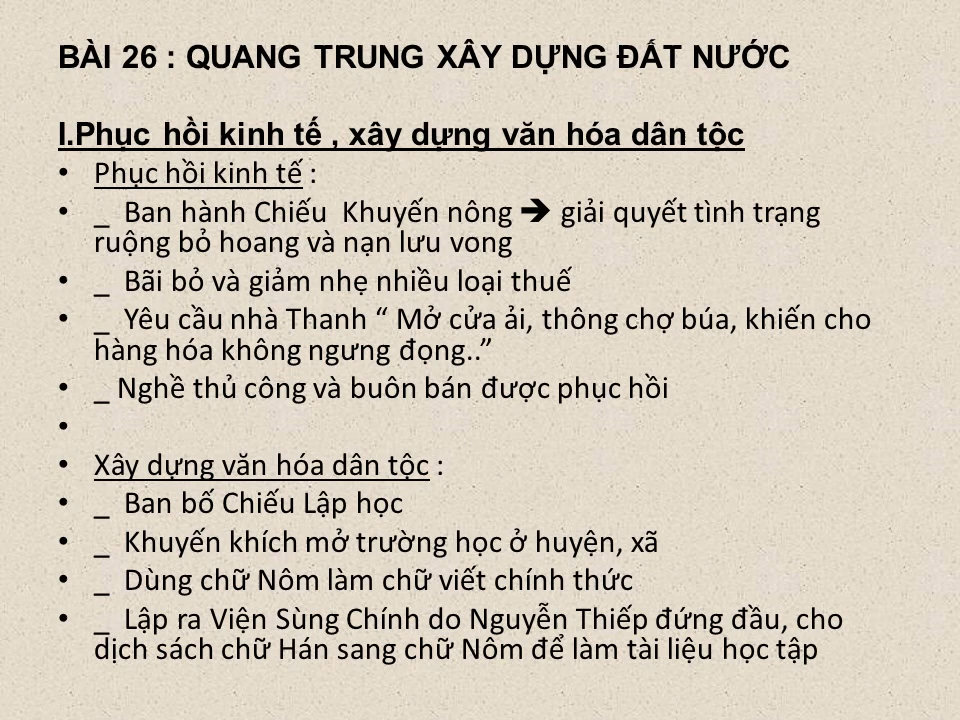 BÀI 26 : QUANG TRUNG XÂY DỰNG ĐẤT NƯỚC
I.Phục hồi kinh tế , xây dựng văn hóa dân tộc
• Phục hồi kinh tế :
• _ Ban hành Chiếu Khuyến nông 🡺 giải quyết tình trạng
ruộng bỏ hoang và nạn lưu vong
• _ Bãi bỏ và giảm nhẹ nhiều loại thuế
• _ Yêu cầu nhà Thanh “ Mở cửa ải, thông chợ búa, khiến cho
hàng hóa không ngưng đọng..”
• _ Nghề thủ công và buôn bán được phục hồi
•
• Xây dựng văn hóa dân tộc :
• _ Ban bố Chiếu Lập học
• _ Khuyến khích mở trường học ở huyện, xã
• _ Dùng chữ Nôm làm chữ viết chính thức
• _ Lập ra Viện Sùng Chính do Nguyễn Thiếp đứng đầu, cho
dịch sách chữ Hán sang chữ Nôm để làm tài liệu học tập